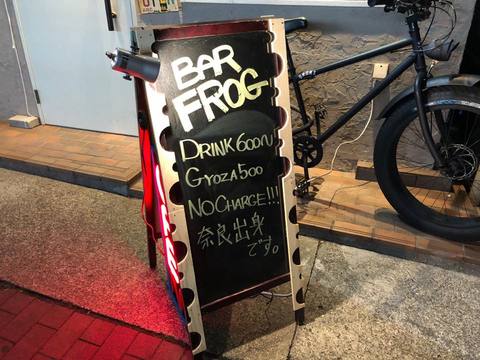 BAR
FROG
DRINK 600~
GYOZA 500
NO CHARGE!!!
奈良出身
です。